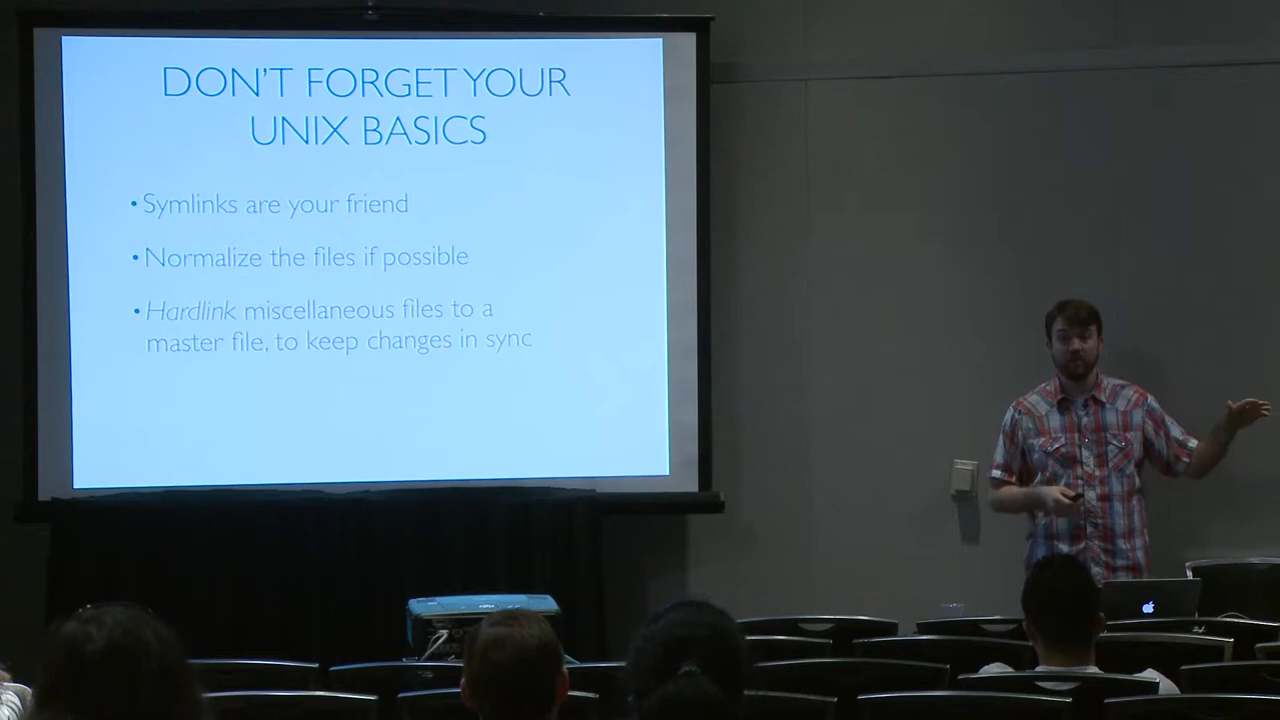 DON'T FORGET YOUR
UNIX BASICS
• Symlinks are your friend
• Normalize the files if possible
• Hardlink miscellaneous files to a
master file, to keep changes in sync